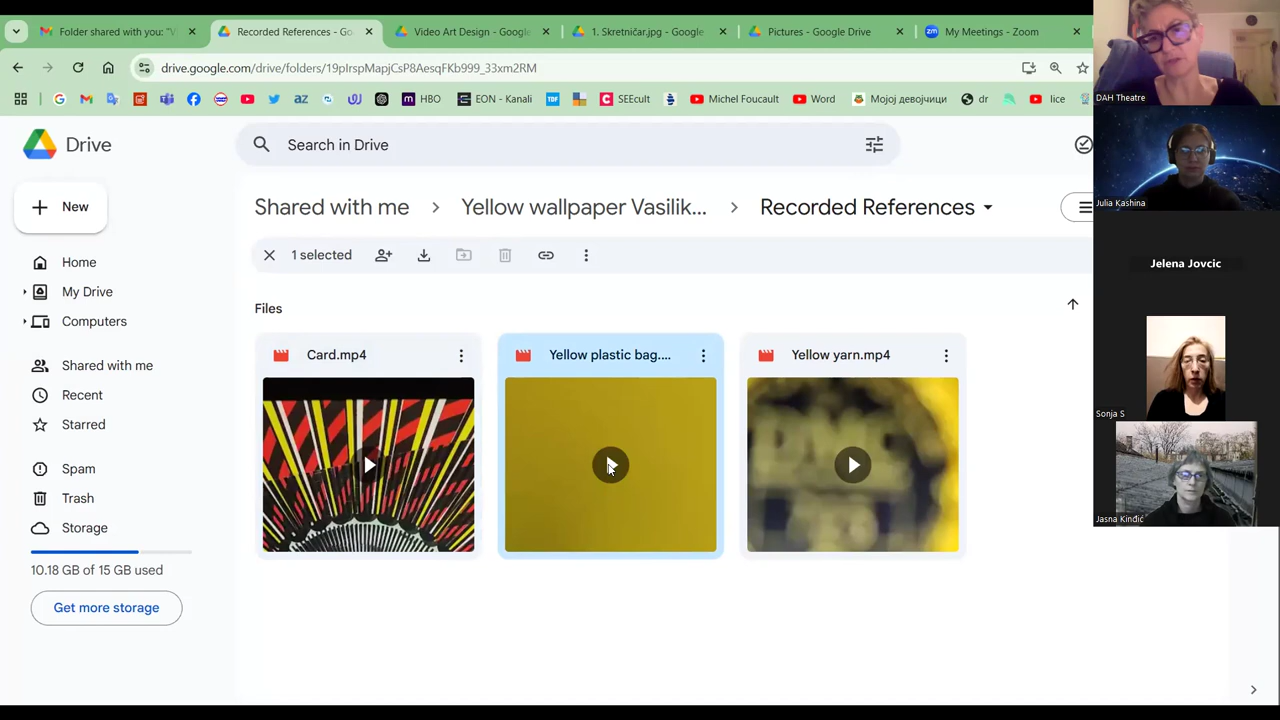 Folder shared with you: "V
Recorded References - Go
Video Art Design - Google
1. Skretničar.jpg - Google
Pictures - Google Drive
My Meetings - Zoom
drive.google.com/drive/folders/19pIrspMapjCsP8AesqFKb999_33xm2RM
HBO
EON - Kanali
SEEcult
Michel Foucault
Word
Мојој девојчици
dr
lice
Drive
Search in Drive
New
Shared with me
Yellow wallpaper Vasilik...
Recorded References
1 selected
Home
My Drive
Computers
Shared with me
Recent
Starred
Spam
Trash
Storage
10.18 GB of 15 GB used
Get more storage
Files
Card.mp4
Yellow plastic bag....
Yellow yarn.mp4
DAH Theatre
Julia Kashina
Jelena Jovcic
Sonja S
Jasna Kinđić